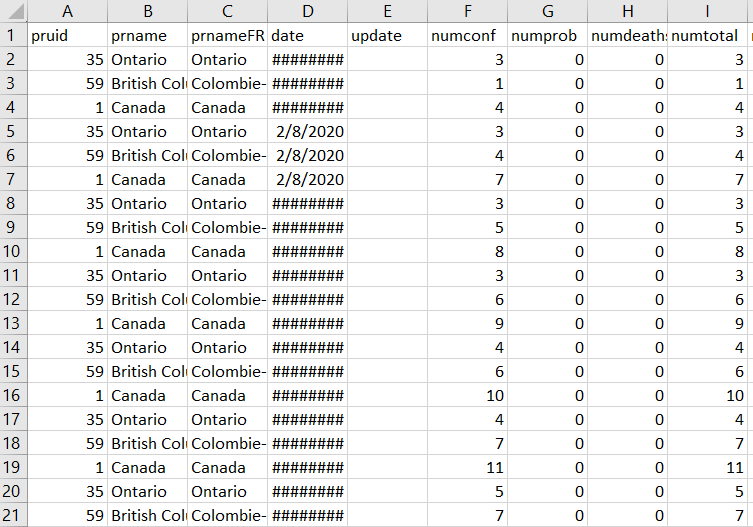 A B C D E F G H I
1 pruid prname prnameFR date update numconf numprob numdeaths numtotal
2 35 Ontario Ontario ######## 3 0 0 3
3 59 British Col Colombie- ######## 1 0 0 1
4 1 Canada Canada ######## 4 0 0 4
5 35 Ontario Ontario 2/8/2020 3 0 0 3
6 59 British Col Colombie- 2/8/2020 4 0 0 4
7 1 Canada Canada 2/8/2020 7 0 0 7
8 35 Ontario Ontario ######## 3 0 0 3
9 59 British Col Colombie- ######## 5 0 0 5
10 1 Canada Canada ######## 8 0 0 8
11 35 Ontario Ontario ######## 3 0 0 3
12 59 British Col Colombie- ######## 6 0 0 6
13 1 Canada Canada ######## 9 0 0 9
14 35 Ontario Ontario ######## 4 0 0 4
15 59 British Col Colombie- ######## 6 0 0 6
16 1 Canada Canada ######## 10 0 0 10
17 35 Ontario Ontario ######## 4 0 0 4
18 59 British Col Colombie- ######## 7 0 0 7
19 1 Canada Canada ######## 11 0 0 11
20 35 Ontario Ontario ######## 5 0 0 5
21 59 British Col Colombie- ######## 7 0 0 7